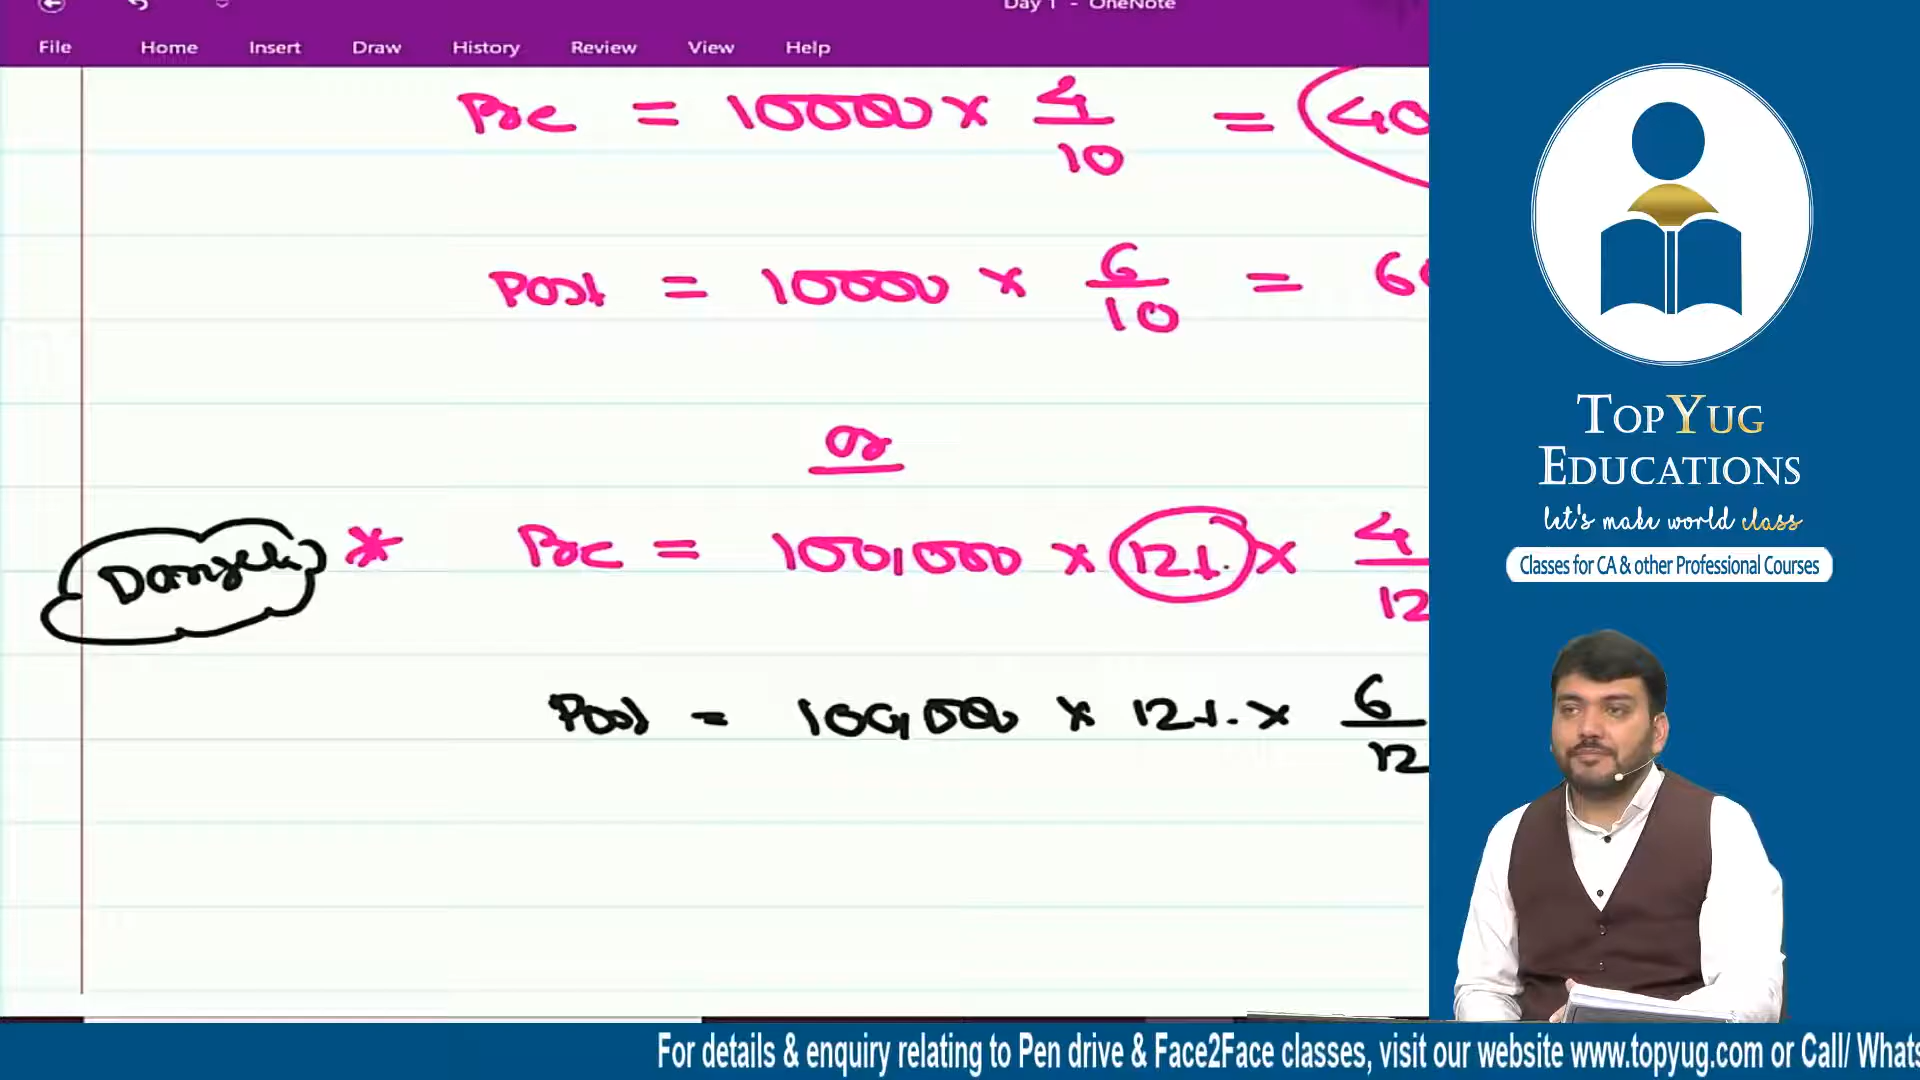 Day 1 - OneNote
File Home Insert Draw History Review View Help
Pre = 10000 × 4/10 = 40
Post = 10000 × 6/10 = 60
or
* Pre = 100,000 × 12% × 4/12
Post = 100,000 × 12% × 6/12
TOPYUG
EDUCATIONS
let's make world class
Classes for CA & other Professional Courses
For details & enquiry relating to Pen drive & Face2Face classes, visit our website www.topyug.com or Call/ Whats